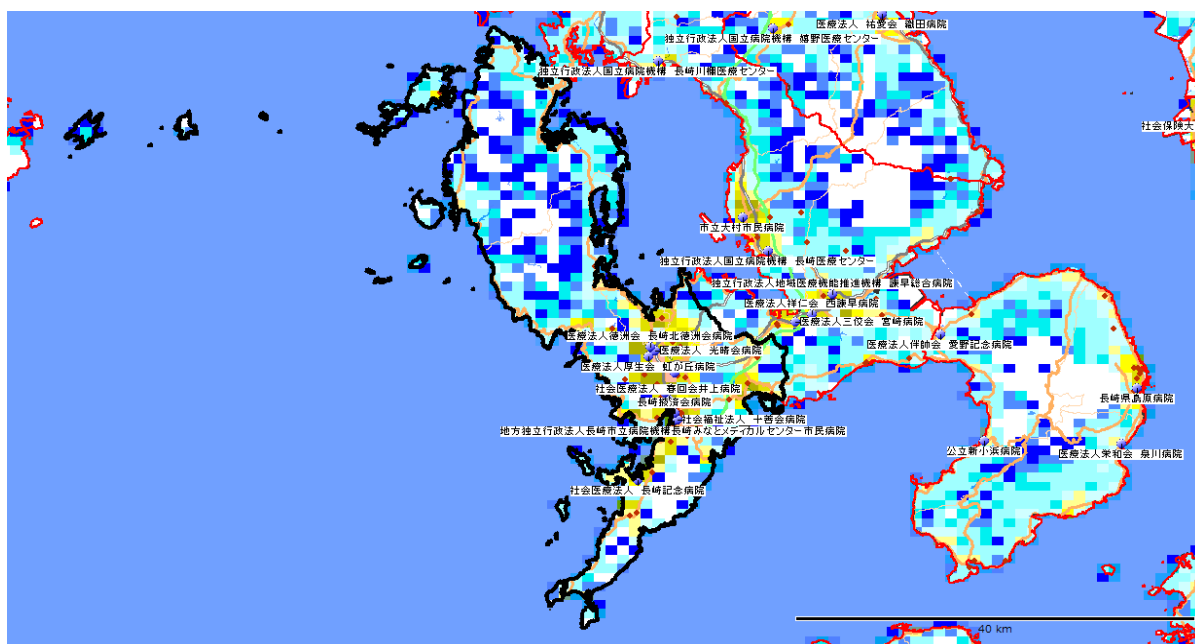 医療法人 祐愛会 織田病院
独立行政法人国立病院機構 嬉野医療センター
独立行政法人国立病院機構 長崎川棚医療センター
社会保険大
市立大村市民病院
独立行政法人国立病院機構 長崎医療センター
独立行政法人地域医療機能推進機構 諫早総合病院
医療法人祥仁会 西諫早病院
医療法人三佼会 宮崎病院
医療法人徳洲会 長崎北徳洲会病院
医療法人伴帥会 愛野記念病院
医療法人 光晴会病院
医療法人厚生会 虹が丘病院
社会医療法人 春回会井上病院
長崎県島原病院
長崎掖済会病院
社会福祉法人 十善会病院
地方独立行政法人長崎市立病院機構長崎みなとメディカルセンター市民病院
公立新小浜病院
医療法人栄和会 泉川病院
社会医療法人 長崎記念病院
40 km